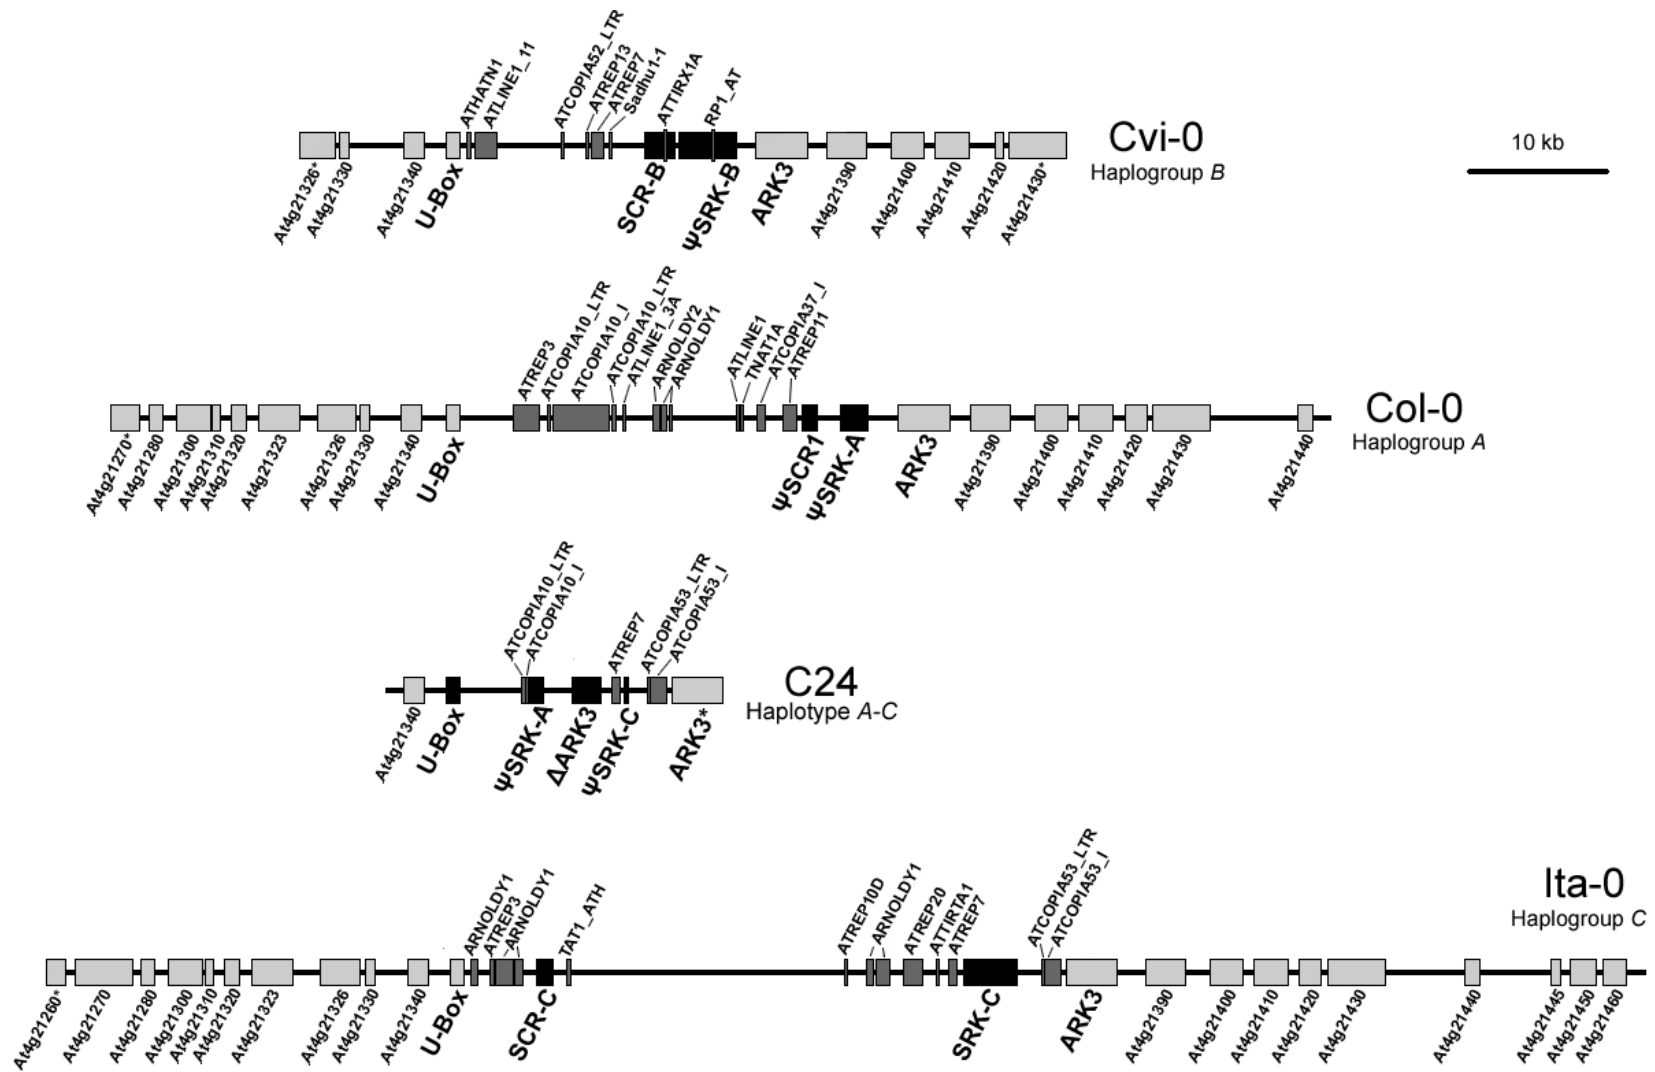 ATHATN1
ATLINE1_11
ATCOPIA52_LTR
ATREP13
ATREP7
Sadhu1-1
ATTIRX1A
RP1_AT
Cvi-0
Haplogroup B
10 kb
At4g21326*
At4g21330
At4g21340
U-Box
SCR-B
ΨSRK-B
ARK3
At4g21390
At4g21400
At4g21410
At4g21420
At4g21430*
ATREP3
ATCOPIA10_LTR
ATCOPIA10_I
ATCOPIA10_LTR
ATLINE1_3A
ARNOLDY2
ARNOLDY1
ATLINE1
TNAT1A
ATCOPIA37_I
ATREP11
Col-0
Haplogroup A
At4g21270*
At4g21280
At4g21300
At4g21310
At4g21320
At4g21323
At4g21326
At4g21330
At4g21340
U-Box
ΨSCR1
ΨSRK-A
ARK3
At4g21390
At4g21400
At4g21410
At4g21420
At4g21430
At4g21440
ATCOPIA10_LTR
ATCOPIA10_I
ATREP7
ATCOPIA53_LTR
ATCOPIA53_I
C24
Haplotype A-C
At4g21340
U-Box
ΨSRK-A
ΔARK3
ΨSRK-C
ARK3*
ARNOLDY1
ATREP3
ARNOLDY1
TAT1_ATH
ATREP10D
ARNOLDY1
ATREP20
ATTIRTA1
ATREP7
ATCOPIA53_LTR
ATCOPIA53_I
Ita-0
Haplogroup C
At4g21260*
At4g21270
At4g21280
At4g21300
At4g21310
At4g21320
At4g21323
At4g21326
At4g21330
At4g21340
U-Box
SCR-C
SRK-C
ARK3
At4g21390
At4g21400
At4g21410
At4g21420
At4g21430
At4g21440
At4g21445
At4g21450
At4g21460